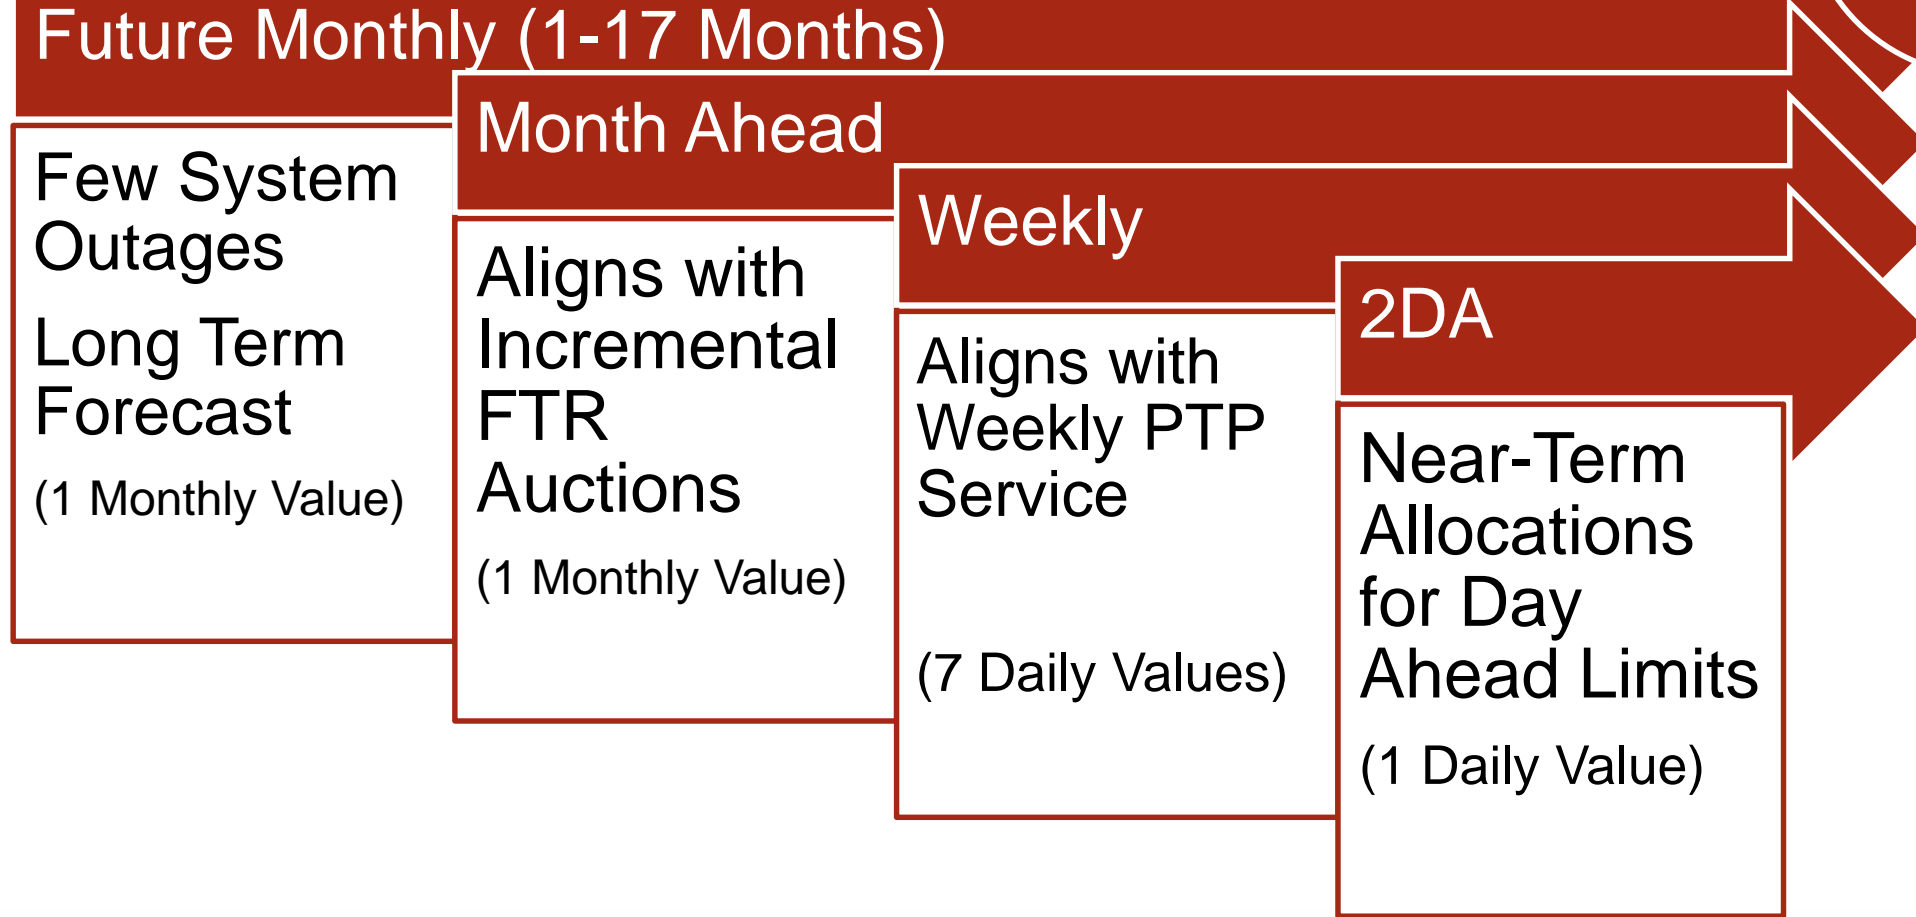 Future Monthly (1-17 Months)
Few System
Outages
Long Term
Forecast
(1 Monthly Value)
Month Ahead
Aligns with
Incremental
FTR
Auctions
(1 Monthly Value)
Weekly
Aligns with
Weekly PTP
Service
(7 Daily Values)
2DA
Near-Term
Allocations
for Day
Ahead Limits
(1 Daily Value)